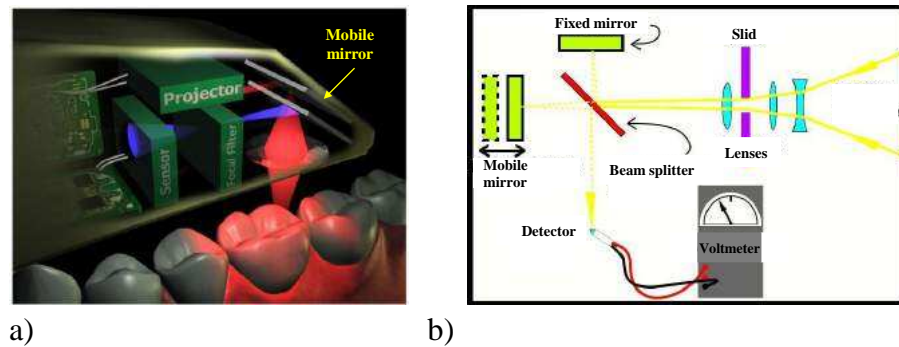 Mobile
mirror
Projector
Sensor
Focal Filter
Fixed mirror
Slid
Mobile
mirror
Beam splitter
Lenses
Detector
Voltmeter
a)
b)